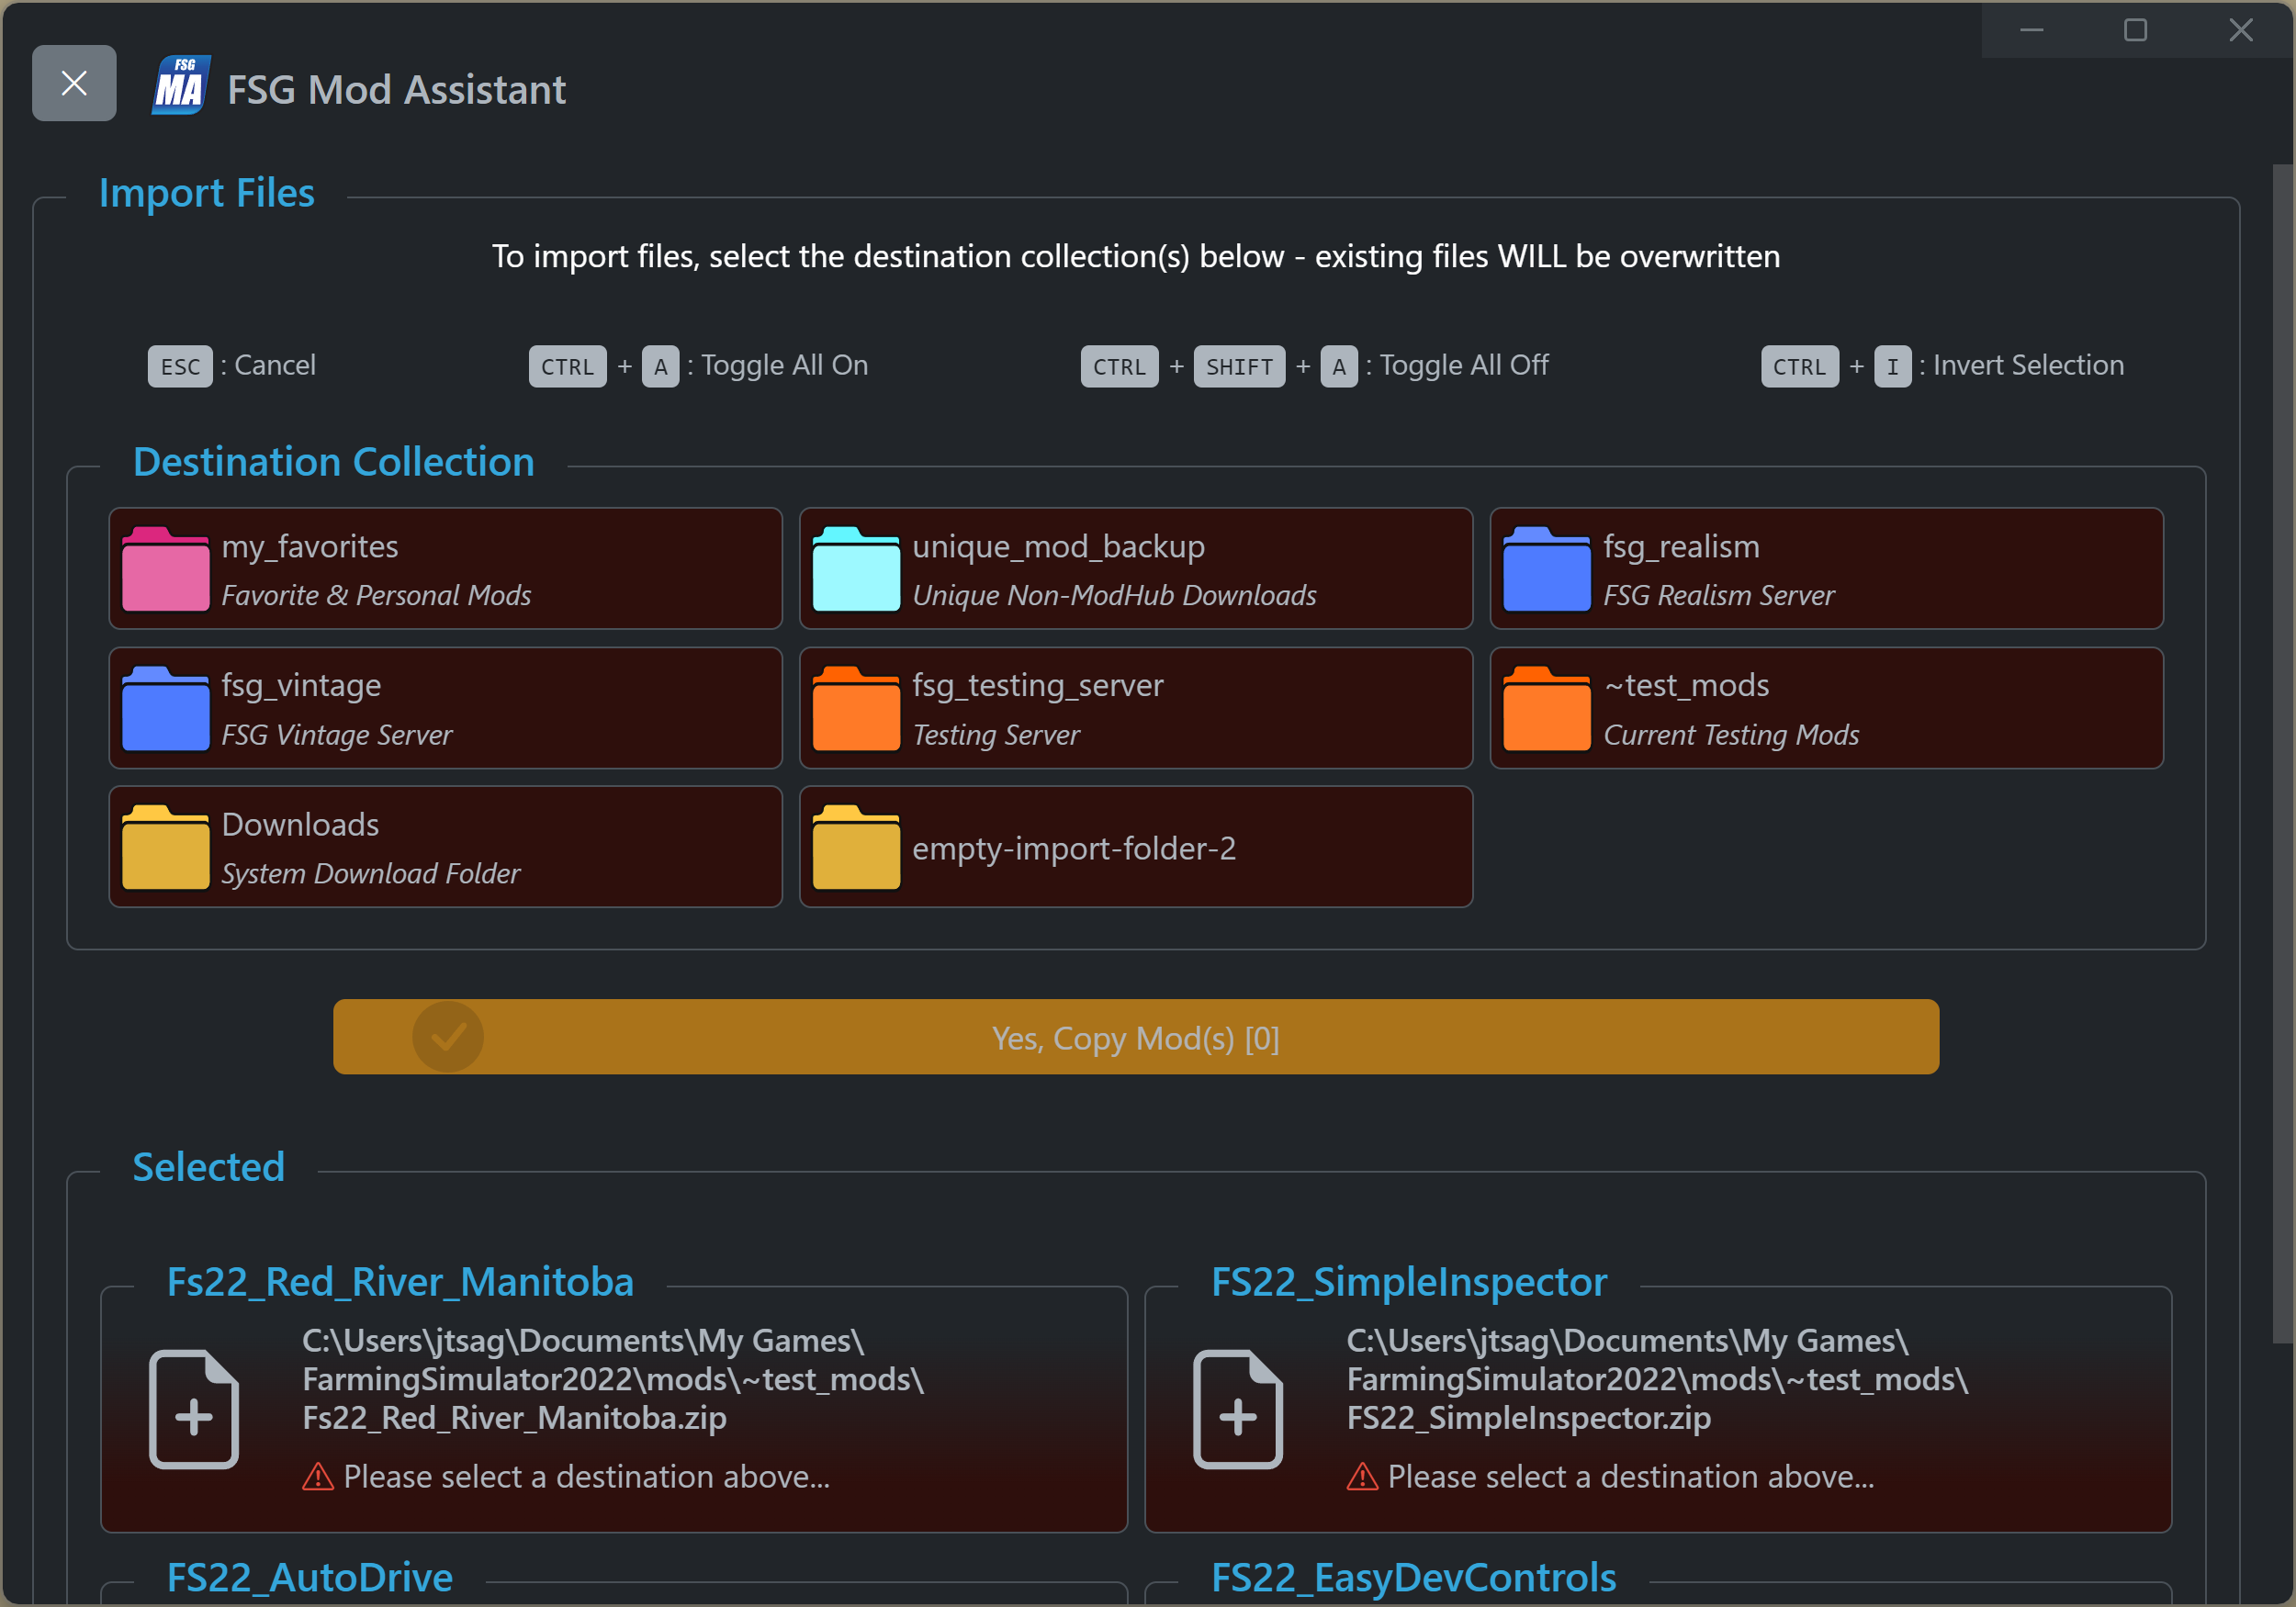 FSG
MA
FSG Mod Assistant
Import Files
To import files, select the destination collection(s) below - existing files WILL be overwritten
ESC : Cancel
CTRL + A : Toggle All On
CTRL + SHIFT + A : Toggle All Off
CTRL + I : Invert Selection
Destination Collection
my_favorites
Favorite & Personal Mods
unique_mod_backup
Unique Non-ModHub Downloads
fsg_realism
FSG Realism Server
fsg_vintage
FSG Vintage Server
fsg_testing_server
Testing Server
~test_mods
Current Testing Mods
Downloads
System Download Folder
empty-import-folder-2
Yes, Copy Mod(s) [0]
Selected
Fs22_Red_River_Manitoba
C:\Users\jtsag\Documents\My Games\
FarmingSimulator2022\mods\~test_mods\
Fs22_Red_River_Manitoba.zip
Please select a destination above...
FS22_SimpleInspector
C:\Users\jtsag\Documents\My Games\
FarmingSimulator2022\mods\~test_mods\
FS22_SimpleInspector.zip
Please select a destination above...
FS22_AutoDrive
FS22_EasyDevControls